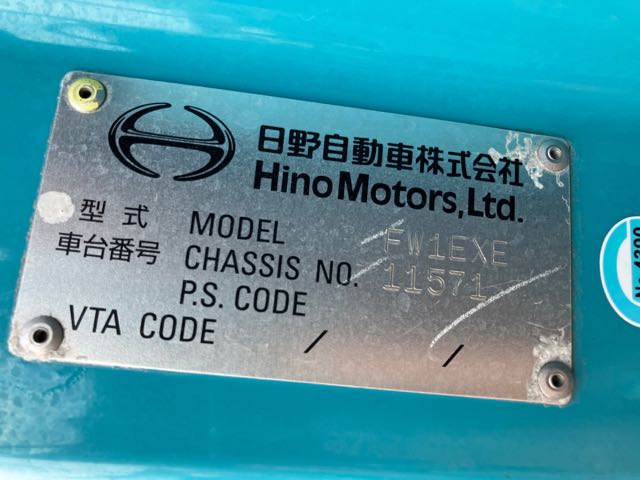 日野自動車株式会社
Hino Motors, Ltd.
型式 MODEL FW1EXE
車台番号 CHASSIS NO. 11571
P.S. CODE
VTA CODE / /